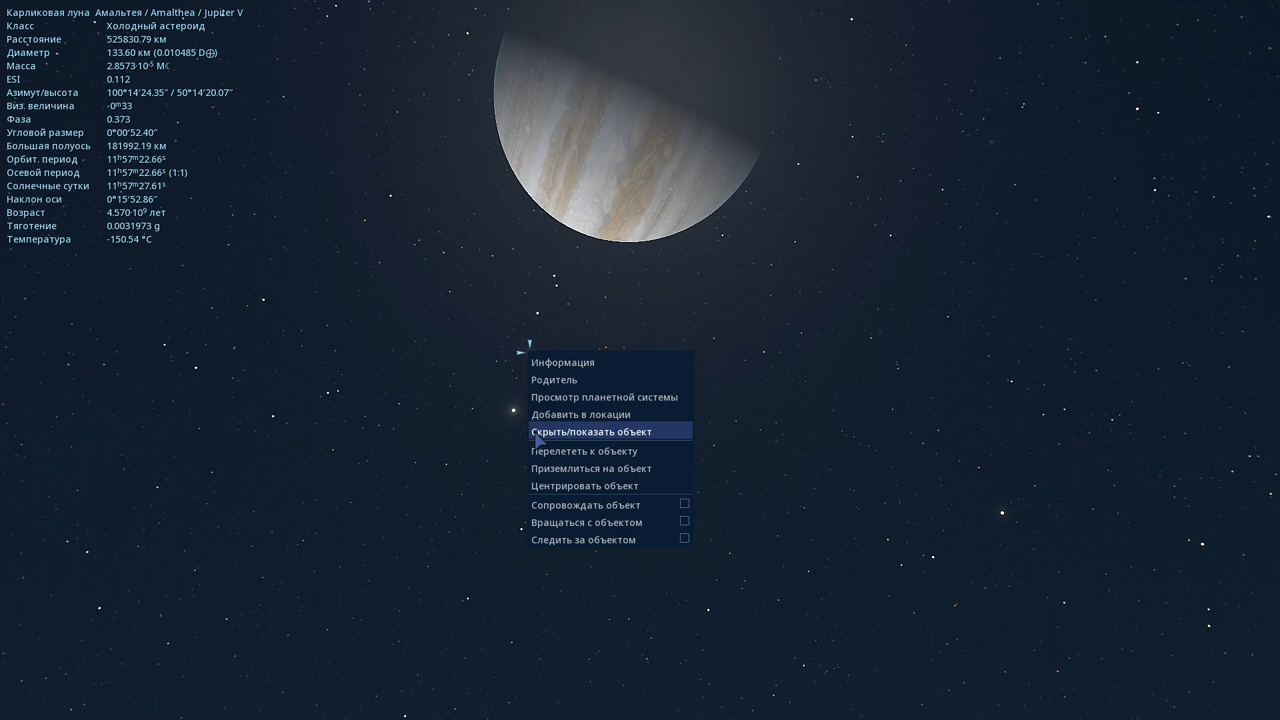 Карликовая луна Амальтея / Amalthea / Jupiter V
Класс Холодный астероид
Расстояние 525830.79 км
Диаметр 133.60 км (0.010485 D⊕)
Масса 2.8573·10⁻⁵ M☾
ESI 0.112
Азимут/высота 100°14′24.35″ / 50°14′20.07″
Виз. величина -0ᵐ33
Фаза 0.373
Угловой размер 0°00′52.40″
Большая полуось 181992.19 км
Орбит. период 11ʰ57ᵐ22.66ˢ
Осевой период 11ʰ57ᵐ22.66ˢ (1:1)
Солнечные сутки 11ʰ57ᵐ27.61ˢ
Наклон оси 0°15′52.86″
Возраст 4.570·10⁹ лет
Тяготение 0.0031973 g
Температура -150.54 °C
Информация
Родитель
Просмотр планетной системы
Добавить в локации
Скрыть/показать объект
Перелететь к объекту
Приземлиться на объект
Центрировать объект
Сопровождать объект
Вращаться с объектом
Следить за объектом